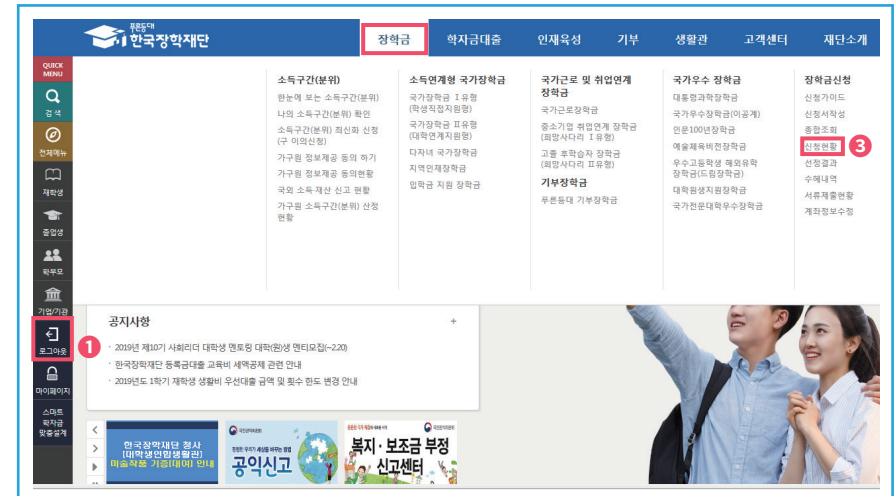 푸른등대
한국장학재단
장학금
학자금대출
인재육성
기부
생활관
고객센터
재단소개
QUICK
MENU
검색
전체메뉴
재학생
졸업생
학부모
기업/기관
로그아웃
1
마이페이지
스마트
학자금
맞춤설계
소득구간(분위)
한눈에 보는 소득구간(분위)
나의 소득구간(분위) 확인
소득구간(분위) 최신화 신청
(구 이의신청)
가구원 정보제공 동의 하기
가구원 정보제공 동의현황
국외 소득·재산 신고 현황
가구원 소득구간(분위) 산정
현황
소득연계형 국가장학금
국가장학금 Ⅰ유형
(학생직접지원형)
국가장학금 Ⅱ유형
(대학연계지원형)
다자녀 국가장학금
지역인재장학금
입학금 지원 장학금
국가근로 및 취업연계
장학금
국가근로장학금
중소기업 취업연계 장학금
(희망사다리 Ⅰ유형)
고졸 후학습자 장학금
(희망사다리 Ⅱ유형)
기부장학금
푸른등대 기부장학금
국가우수 장학금
대통령과학장학금
국가우수장학금(이공계)
인문100년장학금
예술체육비전장학금
우수고등학생 해외유학
장학금(드림장학금)
대학원생지원장학금
국가전문대학우수장학금
장학금신청
신청가이드
신청서작성
종합조회
신청현황
3
선정결과
수혜내역
서류제출현황
계좌정보수정
공지사항
+
· 2019년 제10기 사회리더 대학생 멘토링 대학(원)생 멘티모집(~2.20)
· 한국장학재단 등록금대출 교육비 세액공제 관련 안내
· 2019년도 1학기 재학생 생활비 우선대출 금액 및 횟수 한도 변경 안내
한국장학재단 청사
[대학생연합생활관]
미술작품 기증[대여] 안내
국민권익위원회
공익신고
국민권익위원회
복지·보조금 부정
신고센터